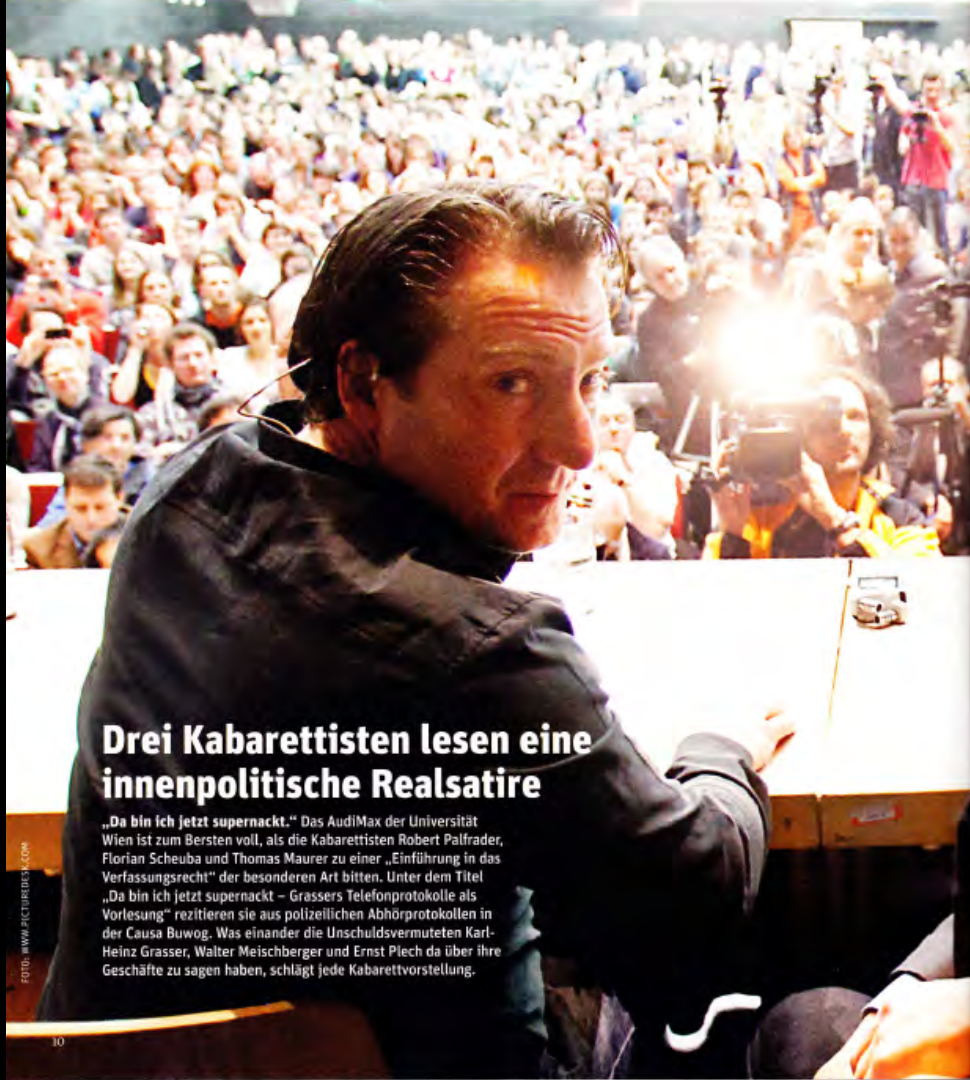 Drei Kabarettisten lesen eine
innenpolitische Realsatire
„Da bin ich jetzt supernackt.“ Das AudiMax der Universität
Wien ist zum Bersten voll, als die Kabarettisten Robert Palfrader,
Florian Scheuba und Thomas Maurer zu einer „Einführung in das
Verfassungsrecht“ der besonderen Art bitten. Unter dem Titel
„Da bin ich jetzt supernackt – Grassers Telefonprotokolle als
Vorlesung“ rezitieren sie aus polizeilichen Abhörprotokollen in
der Causa Buwog. Was einander die Unschuldsvermuteten Karl-
Heinz Grasser, Walter Meischberger und Ernst Plech da über ihre
Geschäfte zu sagen haben, schlägt jede Kabarettvorstellung.
FOTO: WWW.PICTUREDESK.COM
10